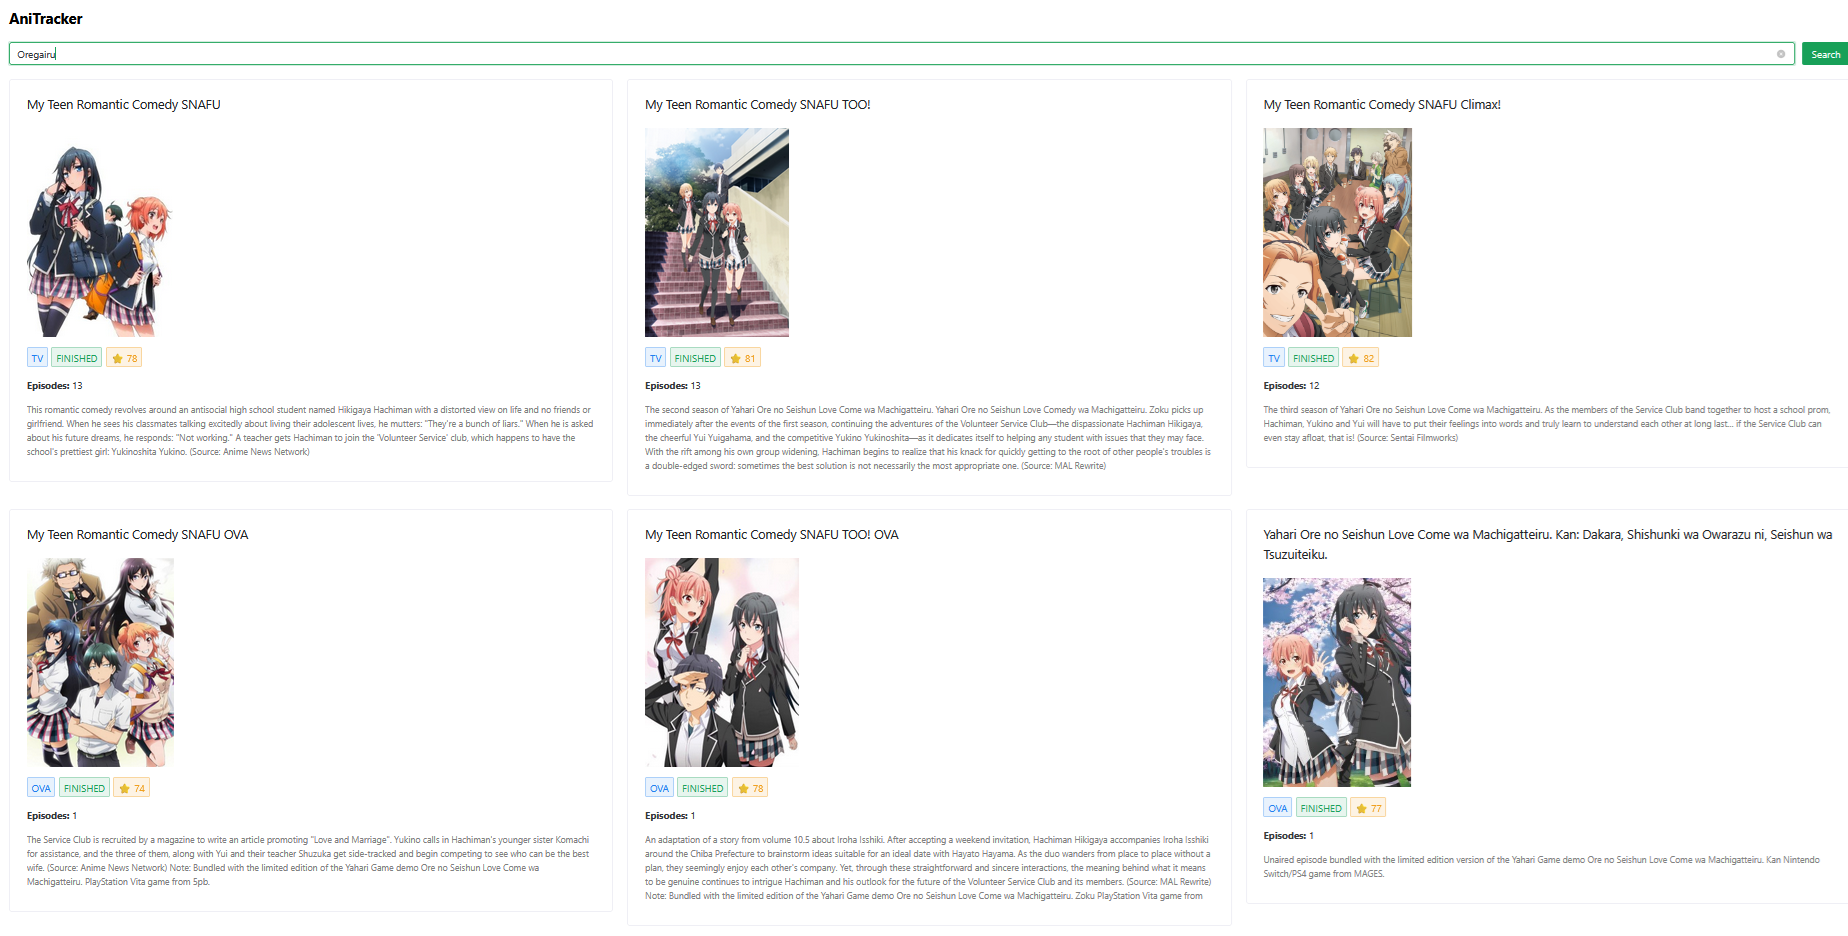 AniTracker
Oregairu
Search
My Teen Romantic Comedy SNAFU
TV FINISHED 78
Episodes: 13
This romantic comedy revolves around an antisocial high school student named Hikigaya Hachiman with a distorted view on life and no friends or
girlfriend. When he sees his classmates talking excitedly about living their adolescent lives, he mutters: "They're a bunch of liars." When he is asked
about his future dreams, he responds: "Not working." A teacher gets Hachiman to join the 'Volunteer Service' club, which happens to have the
school's prettiest girl: Yukinoshita Yukino. (Source: Anime News Network)
My Teen Romantic Comedy SNAFU TOO!
TV FINISHED 81
Episodes: 13
The second season of Yahari Ore no Seishun Love Come wa Machigatteiru. Yahari Ore no Seishun Love Comedy wa Machigatteiru. Zoku picks up
immediately after the events of the first season, continuing the adventures of the Volunteer Service Club—the dispassionate Hachiman Hikigaya,
the cheerful Yui Yuigahama, and the competitive Yukino Yukinoshita—as it dedicates itself to helping any student with issues that they may face.
With the rift among his own group widening, Hachiman begins to realize that his knack for quickly getting to the root of other people's troubles is
a double-edged sword: sometimes the best solution is not necessarily the most appropriate one. (Source: MAL Rewrite)
My Teen Romantic Comedy SNAFU Climax!
TV FINISHED 82
Episodes: 12
The third season of Yahari Ore no Seishun Love Come wa Machigatteiru. As the members of the Service Club band together to host a school prom,
Hachiman, Yukino and Yui will have to put their feelings into words and truly learn to understand each other at long last... if the Service Club can
even stay afloat, that is! (Source: Sentai Filmworks)
My Teen Romantic Comedy SNAFU OVA
OVA FINISHED 74
Episodes: 1
The Service Club is recruited by a magazine to write an article promoting "Love and Marriage". Yukino calls in Hachiman's younger sister Komachi
for assistance, and the three of them, along with Yui and their teacher Shuzuka get side-tracked and begin competing to see who can be the best
wife. (Source: Anime News Network) Note: Bundled with the limited edition of the Yahari Game demo Ore no Seishun Love Come wa
Machigatteiru. PlayStation Vita game from 5pb.
My Teen Romantic Comedy SNAFU TOO! OVA
OVA FINISHED 78
Episodes: 1
An adaptation of a story from volume 10.5 about Iroha Isshiki. After accepting a weekend invitation, Hachiman Hikigaya accompanies Iroha Isshiki
around the Chiba Prefecture to brainstorm ideas suitable for an ideal date with Hayato Hayama. As the duo wanders from place to place without a
plan, they seemingly enjoy each other's company. Yet, through these straightforward and sincere interactions, the meaning behind what it means
to be genuine continues to intrigue Hachiman and his outlook for the future of the Volunteer Service Club and its members. (Source: MAL Rewrite)
Note: Bundled with the limited edition of the Yahari Game demo Ore no Seishun Love Come wa Machigatteiru. Zoku PlayStation Vita game from
Yahari Ore no Seishun Love Come wa Machigatteiru. Kan: Dakara, Shishunki wa Owarazu ni, Seishun wa
Tsuzuiteiku.
OVA FINISHED 77
Episodes: 1
Unaired episode bundled with the limited edition version of the Yahari Game demo Ore no Seishun Love Come wa Machigatteiru. Kan Nintendo
Switch/PS4 game from MAGES.